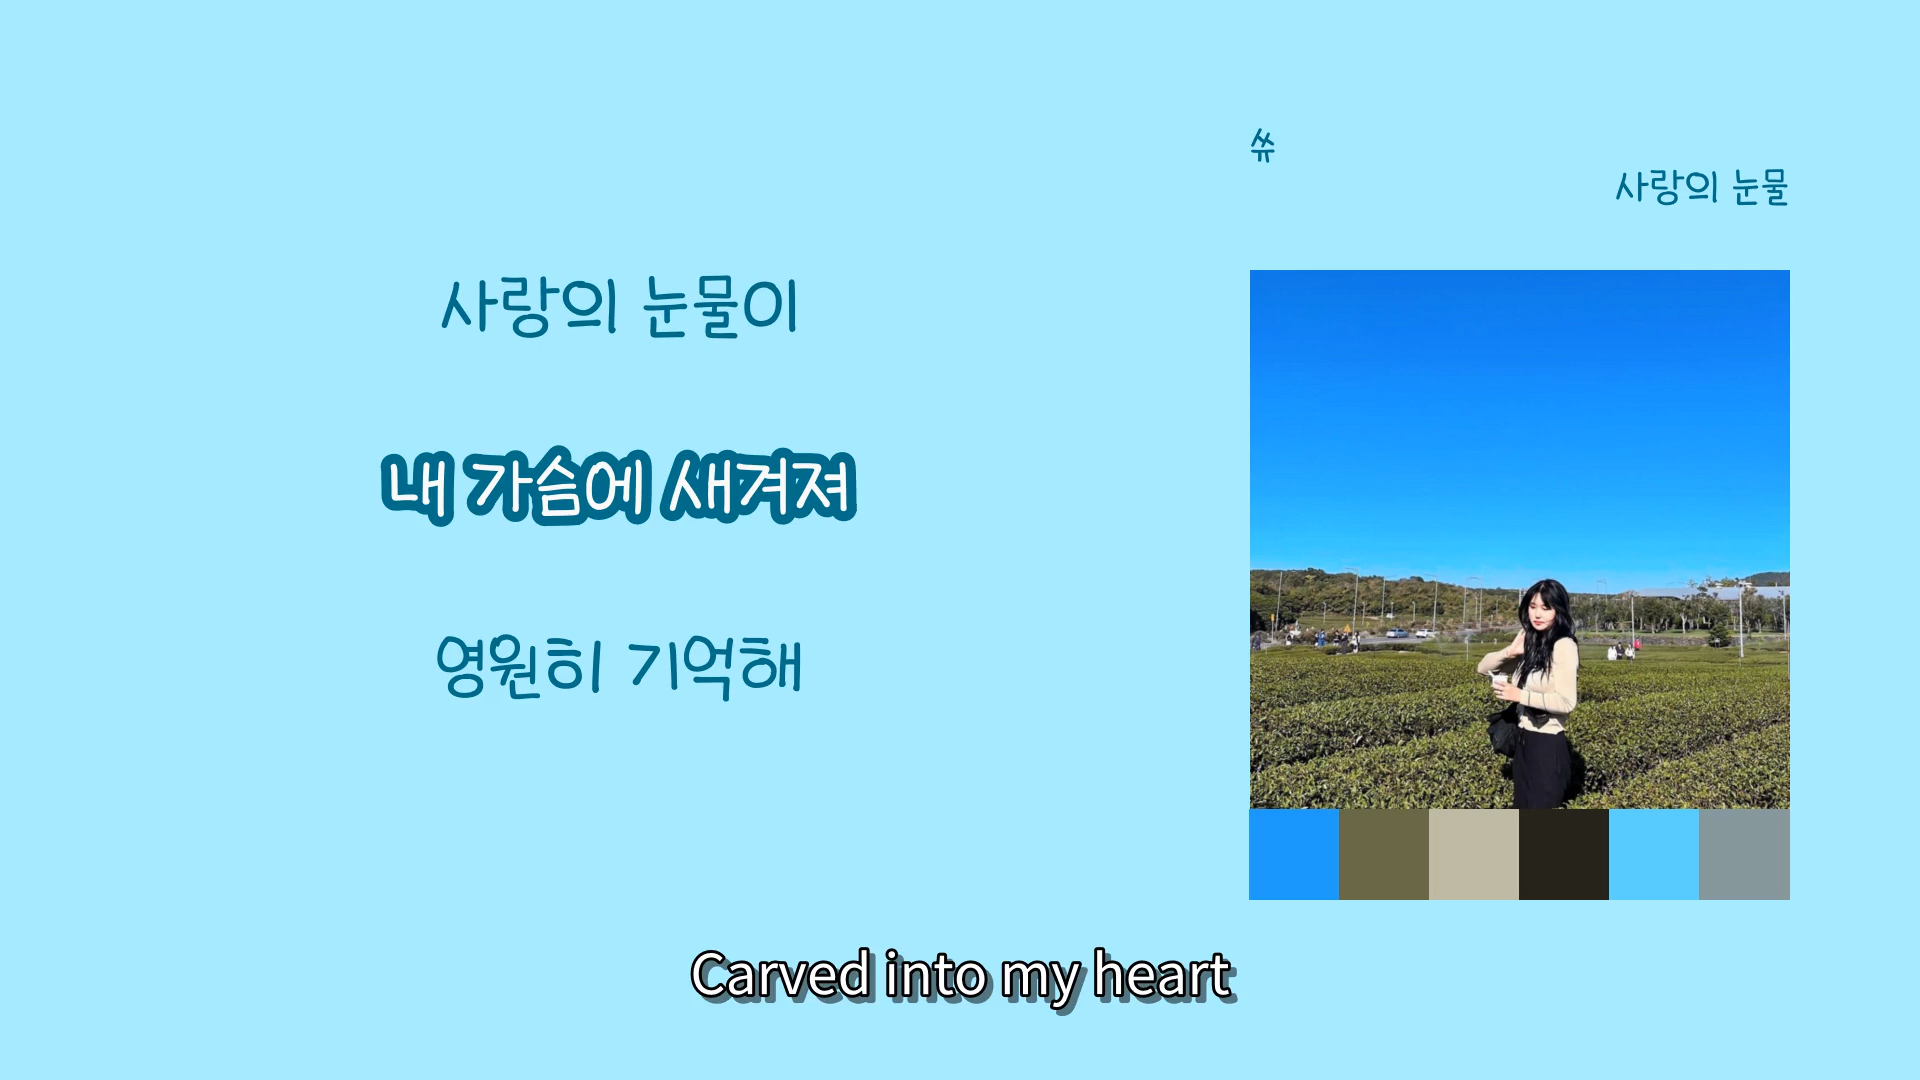 쓔
사랑의 눈물
사랑의 눈물이
내 가슴에 새겨져
영원히 기억해
Carved into my heart